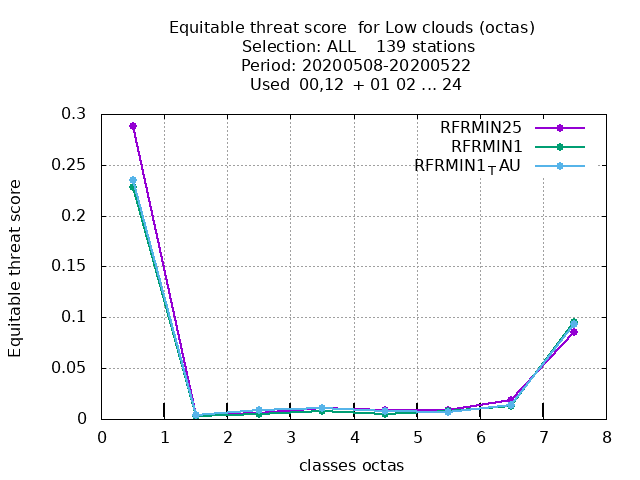 Equitable threat score  for Low clouds (octas)
Selection: ALL    139 stations
Period: 20200508-20200522
Used  00,12  + 01 02 ... 24
RFRMIN25
RFRMIN1
RFRMIN1TAU
Equitable threat score
0.3
0.25
0.2
0.15
0.1
0.05
0
0 1 2 3 4 5 6 7 8
classes octas